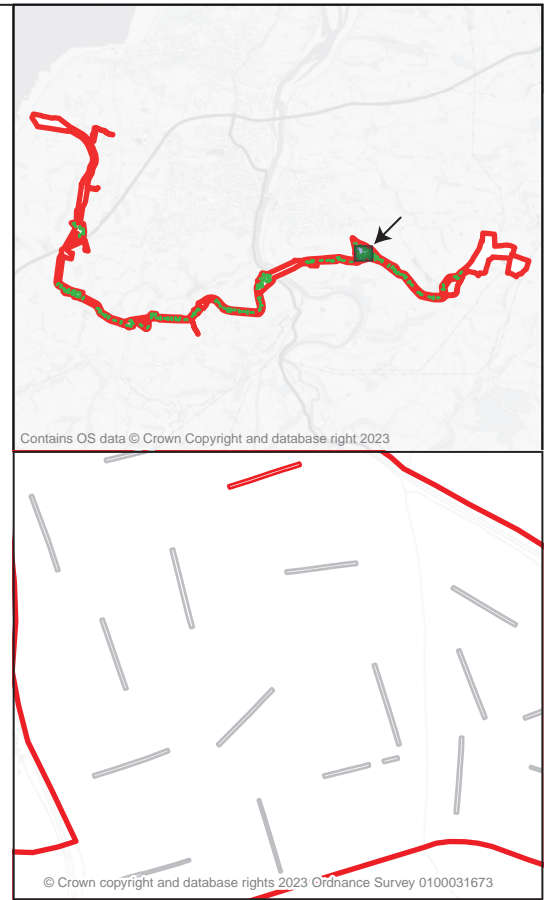 Contains OS data © Crown Copyright and database right 2023
© Crown copyright and database rights 2023 Ordnance Survey 0100031673